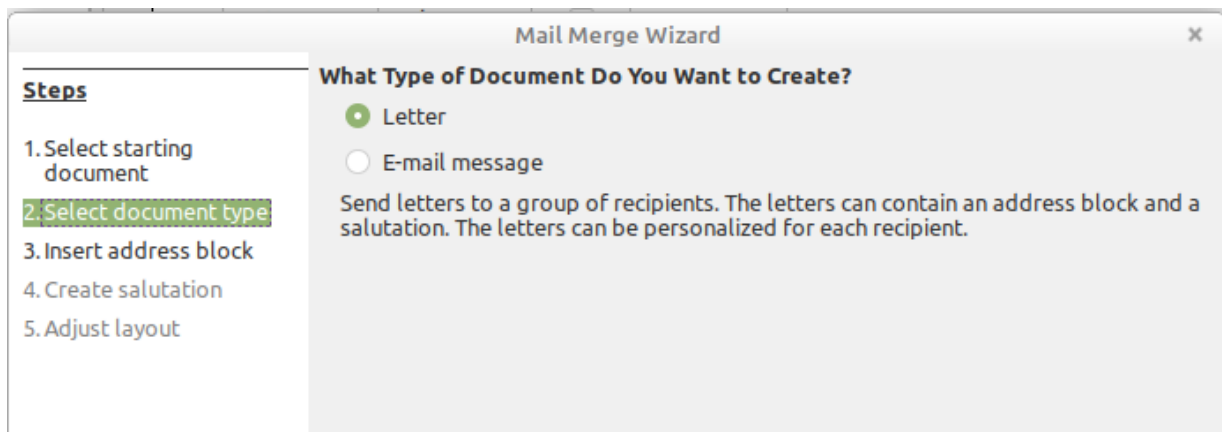 Mail Merge Wizard
Steps
1. Select starting
document
2. Select document type
3. Insert address block
4. Create salutation
5. Adjust layout
What Type of Document Do You Want to Create?
Letter
E-mail message
Send letters to a group of recipients. The letters can contain an address block and a
salutation. The letters can be personalized for each recipient.